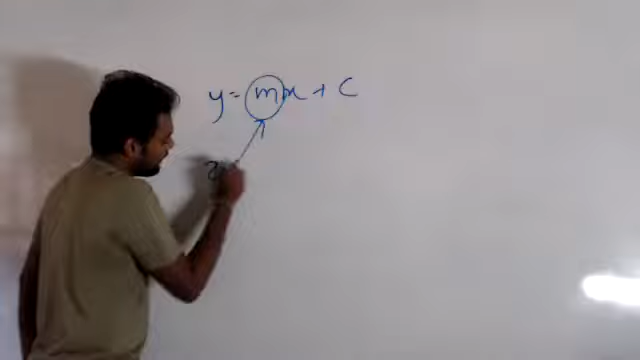 y = mx + c